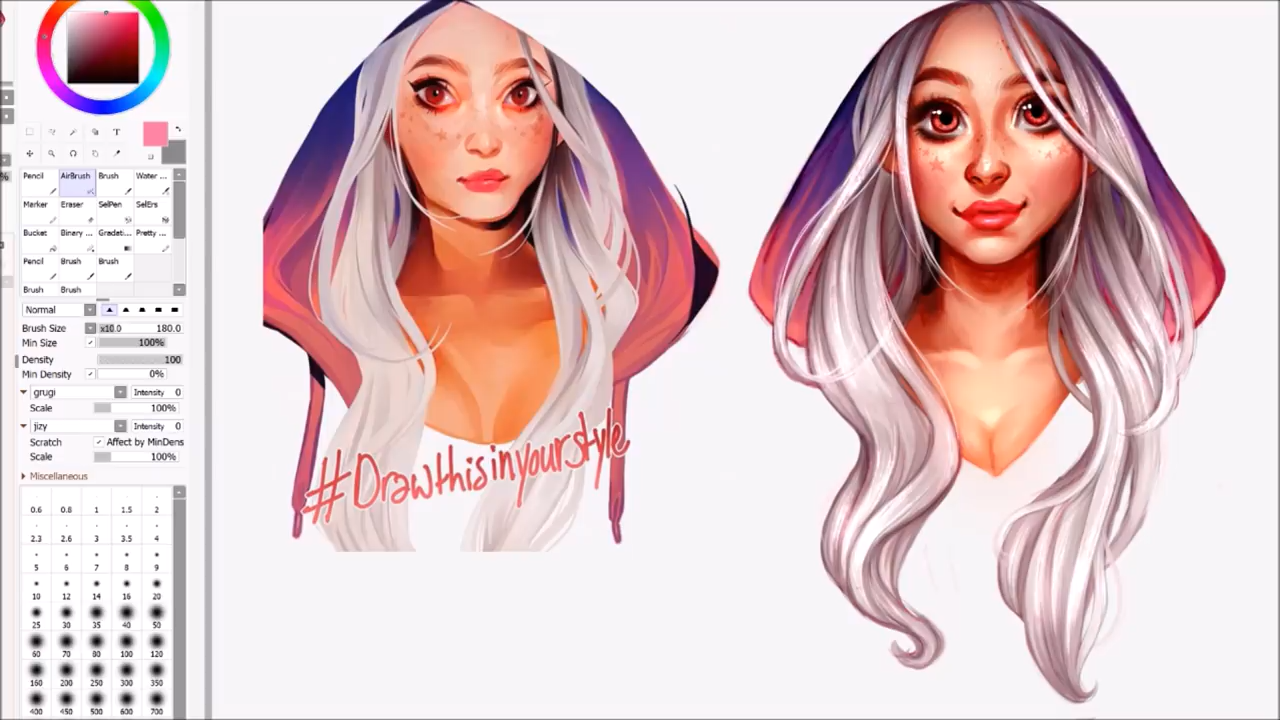 %
Pencil AirBrush Brush Water ...
Marker Eraser SelPen SelErs
Bucket Binary ... Gradati... Pretty ...
Pencil Brush Brush
Brush Brush
Normal
Brush Size x10.0 180.0
Min Size 100%
Density 100
Min Density 0%
grugi Intensity 0
Scale 100%
jizy Intensity 0
Scratch Affect by MinDens
Scale 100%
Miscellaneous
0.6 0.8 1 1.5 2
2.3 2.6 3 3.5 4
5 6 7 8 9
10 12 14 16 20
25 30 35 40 50
60 70 80 100 120
160 200 250 300 350
400 450 500 600 700
#Drawthisinyourstyle